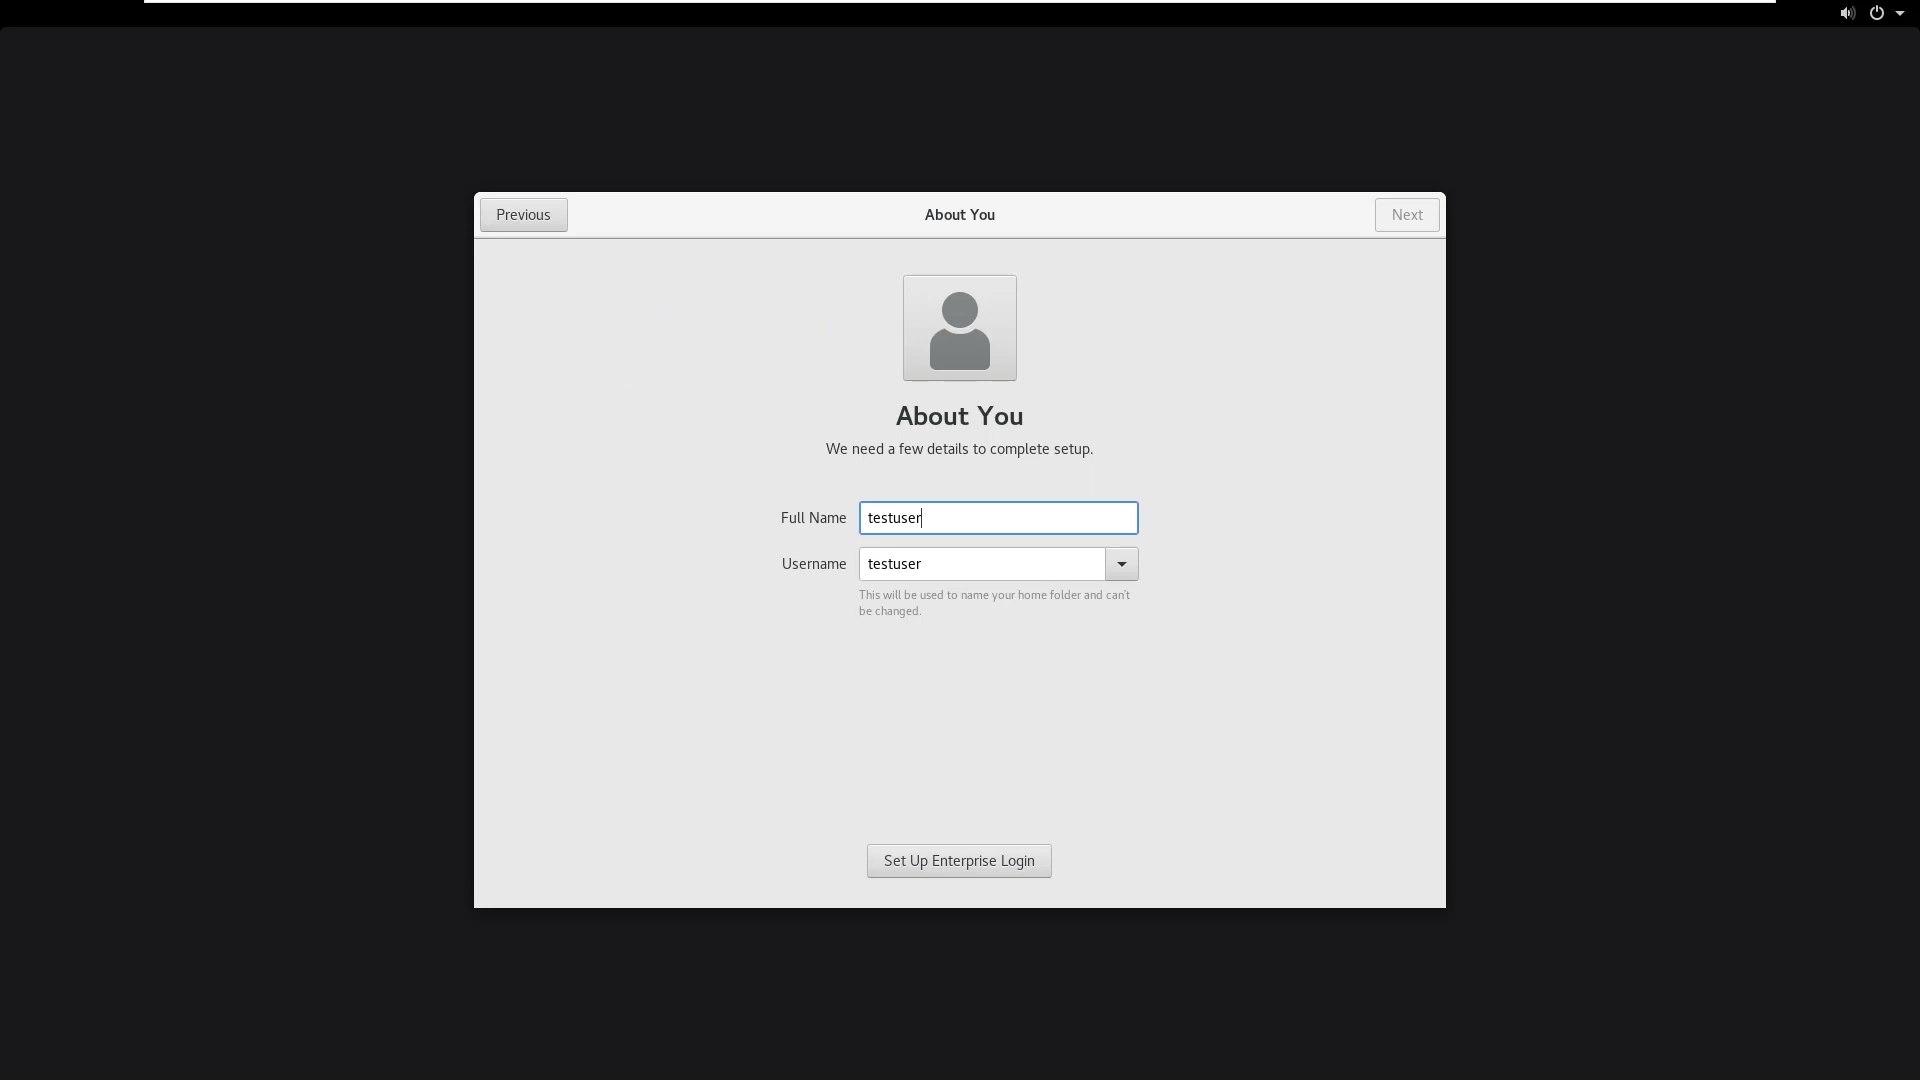 Previous
About You
Next
About You
We need a few details to complete setup.
Full Name
testuser
Username
testuser
This will be used to name your home folder and can't
be changed.
Set Up Enterprise Login